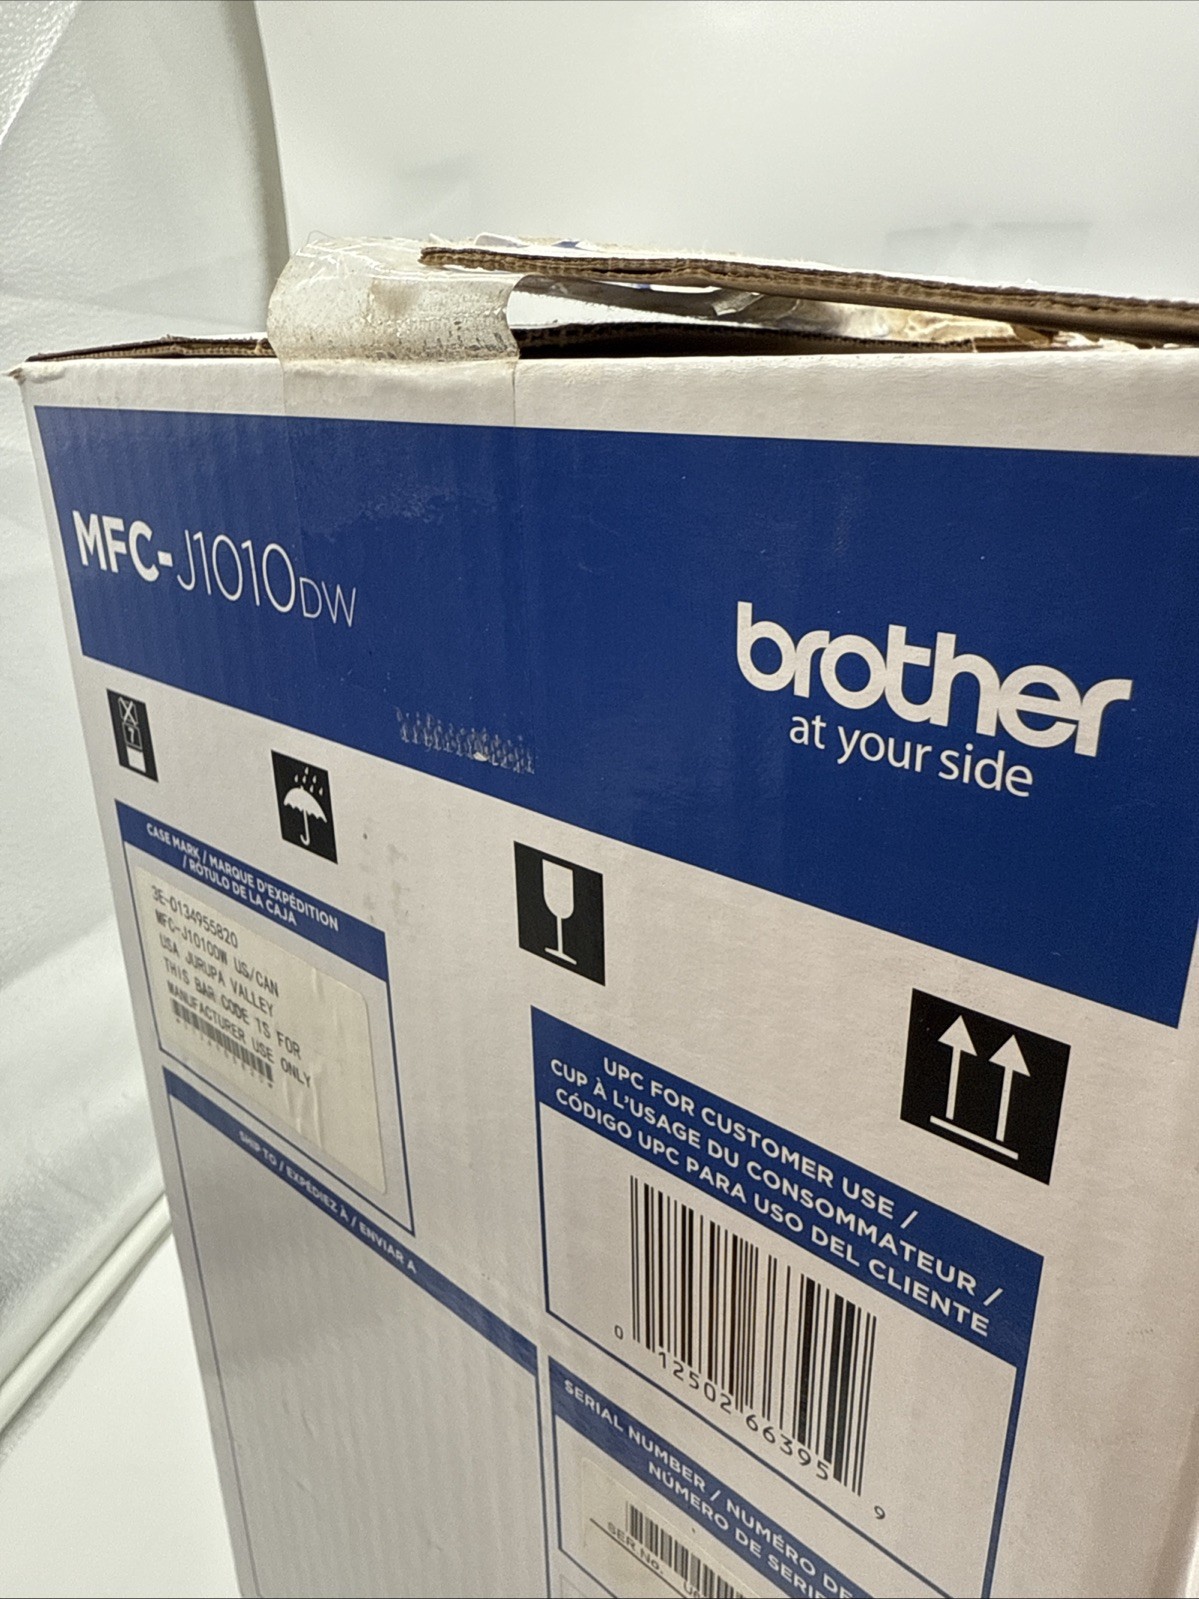 MFC-J1010DW
brother
at your side
CASE MARK / MARQUE D'EXPÉDITION
/ RÓTULO DE LA CAJA
3E-0134955820
MFC-J1010DW US/CAN
USA JURUPA VALLEY
THIS BAR CODE IS FOR
MANUFACTURER USE ONLY
SHIP TO / EXPÉDIEZ À / ENVIAR A
UPC FOR CUSTOMER USE /
CUP À L'USAGE DU CONSOMMATEUR /
CÓDIGO UPC PARA USO DEL CLIENTE
0 12502 66395 9
SERIAL NUMBER / NUMÉRO DE
NÚMERO DE SERIE
SER.No.